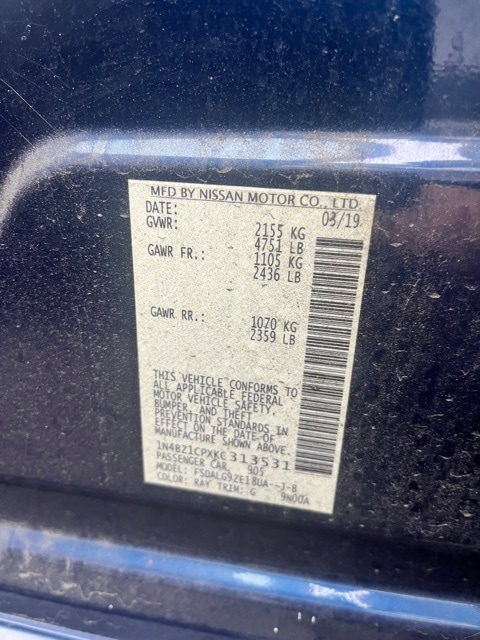 MFD BY NISSAN MOTOR CO., LTD.
DATE: 03/19
GVWR: 2155 KG
4751 LB
GAWR FR.: 1105 KG
2436 LB
GAWR RR.: 1070 KG
2359 LB
THIS VEHICLE CONFORMS TO
ALL APPLICABLE FEDERAL
MOTOR VEHICLE SAFETY,
BUMPER, AND THEFT
PREVENTION STANDARDS IN
EFFECT ON THE DATE OF
MANUFACTURE SHOWN ABOVE.
1N4BZ1CPXKC313531
PASSENGER CAR 905
MODEL: FSDALG9ZE18UA--J-B
COLOR: RAY TRIM: G 9N00A